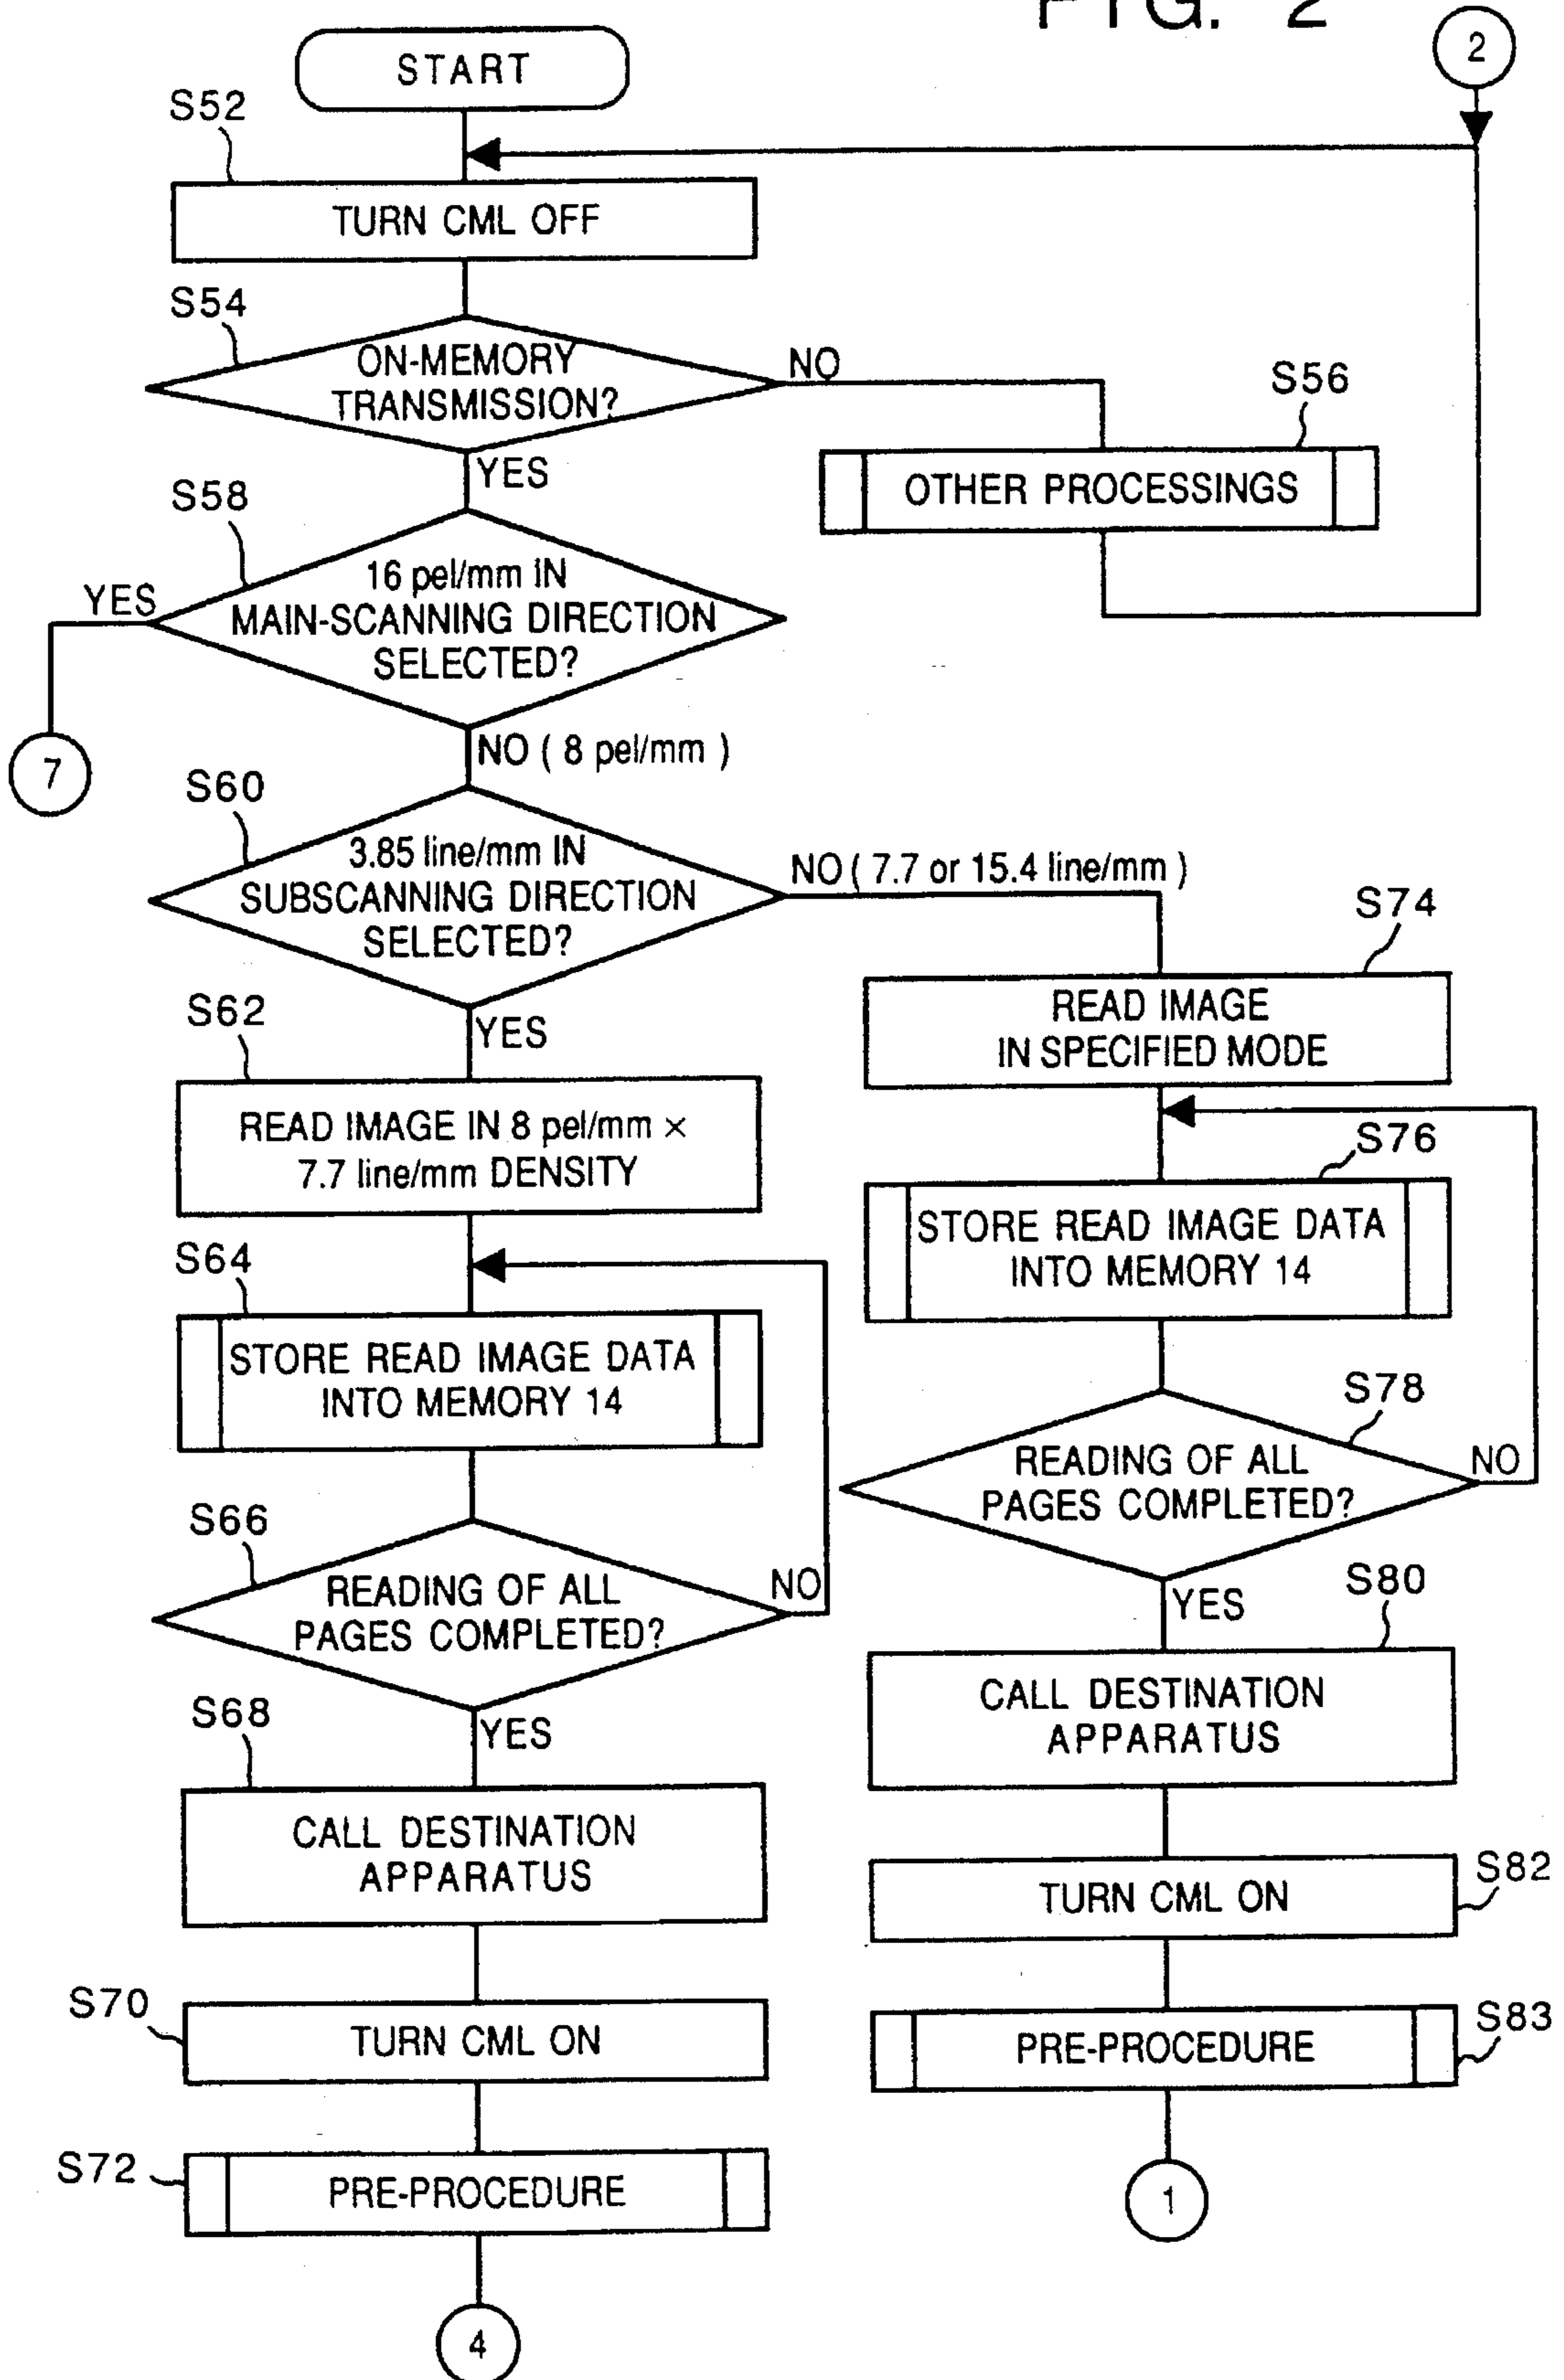 FIG. 2
2
START
S52
TURN CML OFF
S54
ON-MEMORY
TRANSMISSION?
NO
YES
S56
OTHER PROCESSINGS
S58
16 pel/mm IN
MAIN-SCANNING DIRECTION
SELECTED?
YES
7
NO ( 8 pel/mm )
S60
3.85 line/mm IN
SUBSCANNING DIRECTION
SELECTED?
NO ( 7.7 or 15.4 line/mm )
YES
S62
READ IMAGE IN 8 pel/mm ×
7.7 line/mm DENSITY
S64
STORE READ IMAGE DATA
INTO MEMORY 14
S66
READING OF ALL
PAGES COMPLETED?
NO
YES
S68
CALL DESTINATION
APPARATUS
S70
TURN CML ON
S72
PRE-PROCEDURE
4
S74
READ IMAGE
IN SPECIFIED MODE
S76
STORE READ IMAGE DATA
INTO MEMORY 14
S78
READING OF ALL
PAGES COMPLETED?
NO
YES
S80
CALL DESTINATION
APPARATUS
S82
TURN CML ON
S83
PRE-PROCEDURE
1